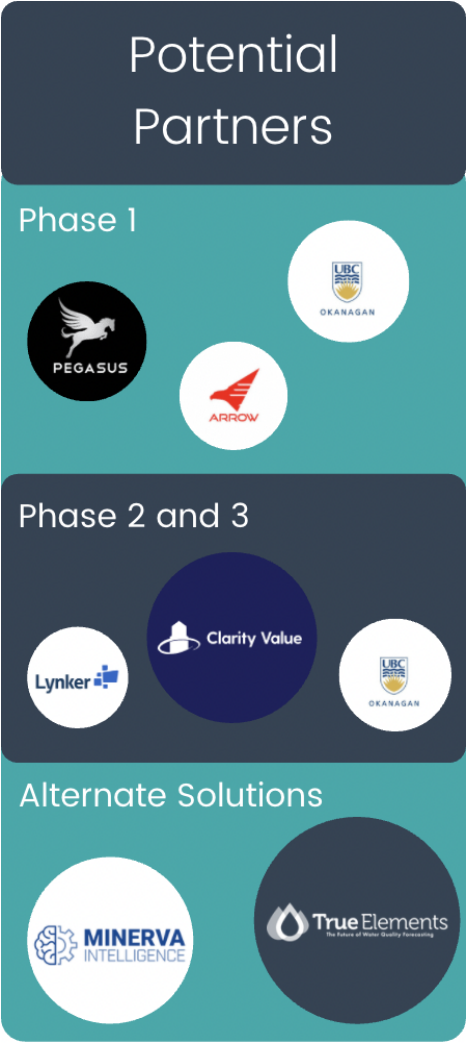 Potential
Partners
Phase 1
UBC
OKANAGAN
PEGASUS
ARROW
Phase 2 and 3
Clarity Value
Lynker
UBC
OKANAGAN
Alternate Solutions
True Elements
The Future of Water Quality Forecasting
MINERVA
INTELLIGENCE